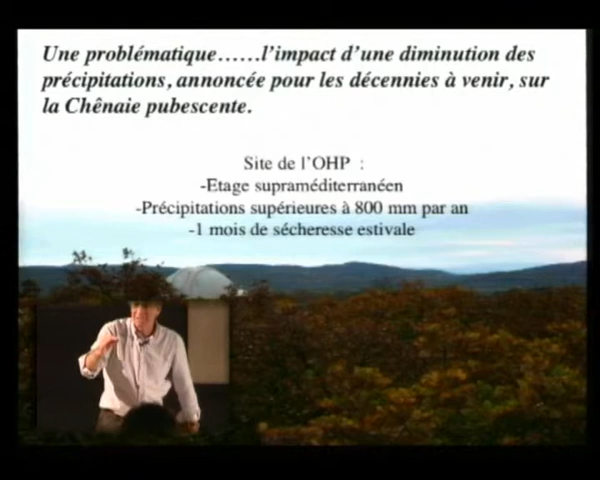 Une problématique......l'impact d'une diminution des
précipitations, annoncée pour les décennies à venir, sur
la Chênaie pubescente.
Site de l'OHP :
-Etage supraméditerranéen
-Précipitations supérieures à 800 mm par an
-1 mois de sécheresse estivale